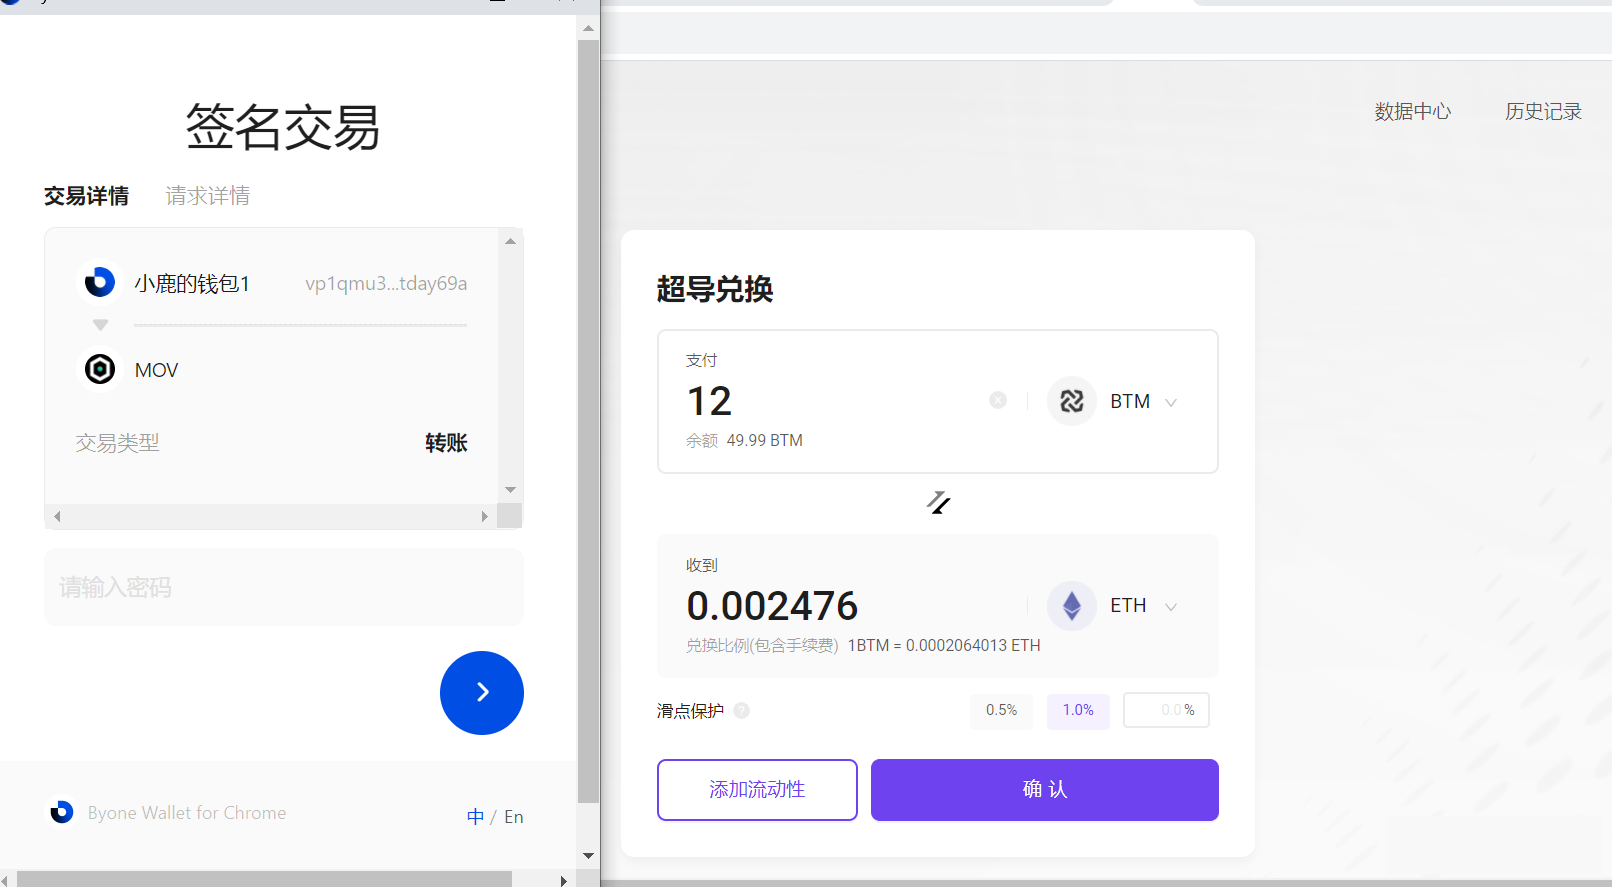 签名交易
交易详情 请求详情
小鹿的钱包1 vp1qmu3...tday69a
MOV
交易类型 转账
请输入密码
Byone Wallet for Chrome
中 / En
数据中心 历史记录
超导兑换
支付
12
BTM
余额 49.99 BTM
收到
0.002476
ETH
兑换比例(包含手续费) 1BTM = 0.0002064013 ETH
滑点保护 ? 0.5% 1.0% 0.0 %
添加流动性 确 认